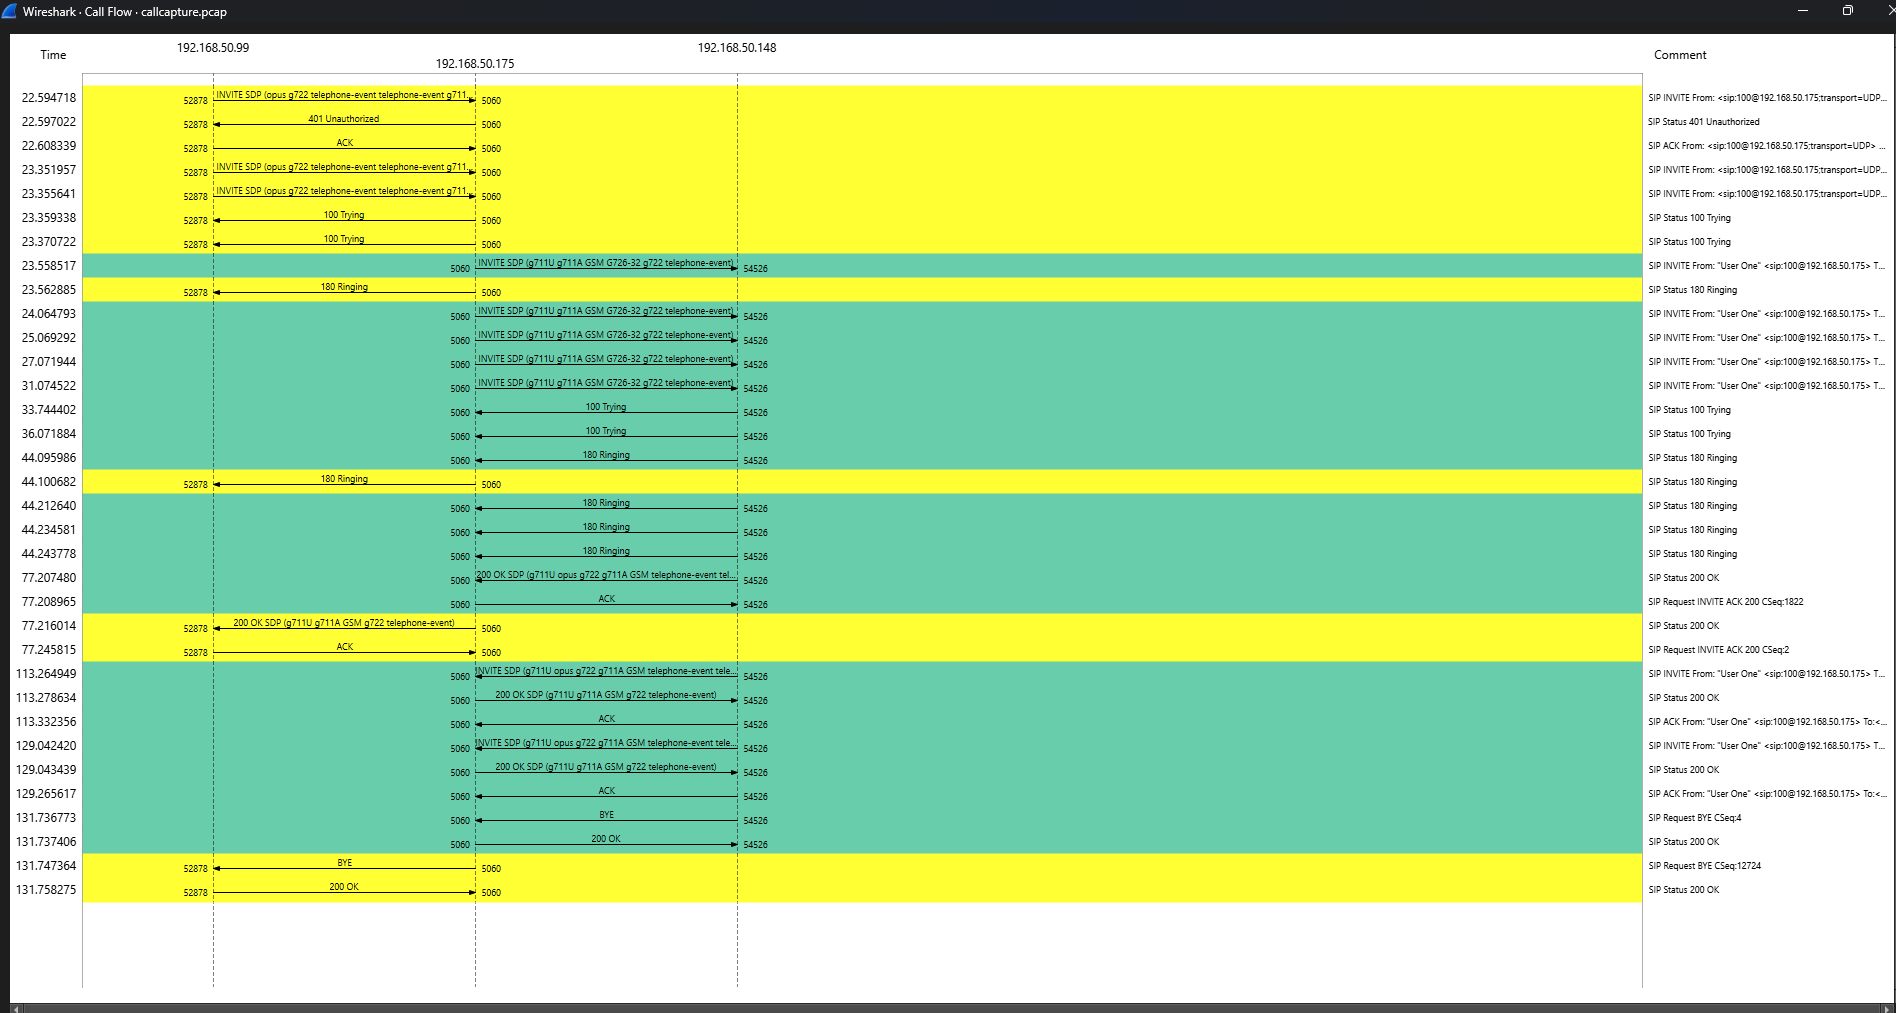 Wireshark · Call Flow · callcapture.pcap
Time 192.168.50.99 192.168.50.175 192.168.50.148 Comment
22.594718 52878 INVITE SDP (opus g722 telephone-event telephone-event g711... 5060 SIP INVITE From: <sip:100@192.168.50.175;transport=UDP...
22.597022 52878 401 Unauthorized 5060 SIP Status 401 Unauthorized
22.608339 52878 ACK 5060 SIP ACK From: <sip:100@192.168.50.175;transport=UDP> ...
23.351957 52878 INVITE SDP (opus g722 telephone-event telephone-event g711... 5060 SIP INVITE From: <sip:100@192.168.50.175;transport=UDP...
23.355641 52878 INVITE SDP (opus g722 telephone-event telephone-event g711... 5060 SIP INVITE From: <sip:100@192.168.50.175;transport=UDP...
23.359338 52878 100 Trying 5060 SIP Status 100 Trying
23.370722 52878 100 Trying 5060 SIP Status 100 Trying
23.558517 5060 INVITE SDP (g711U g711A GSM G726-32 g722 telephone-event) 54526 SIP INVITE From: "User One" <sip:100@192.168.50.175> T...
23.562885 52878 180 Ringing 5060 SIP Status 180 Ringing
24.064793 5060 INVITE SDP (g711U g711A GSM G726-32 g722 telephone-event) 54526 SIP INVITE From: "User One" <sip:100@192.168.50.175> T...
25.069292 5060 INVITE SDP (g711U g711A GSM G726-32 g722 telephone-event) 54526 SIP INVITE From: "User One" <sip:100@192.168.50.175> T...
27.071944 5060 INVITE SDP (g711U g711A GSM G726-32 g722 telephone-event) 54526 SIP INVITE From: "User One" <sip:100@192.168.50.175> T...
31.074522 5060 INVITE SDP (g711U g711A GSM G726-32 g722 telephone-event) 54526 SIP INVITE From: "User One" <sip:100@192.168.50.175> T...
33.744402 5060 100 Trying 54526 SIP Status 100 Trying
36.071884 5060 100 Trying 54526 SIP Status 100 Trying
44.095986 5060 180 Ringing 54526 SIP Status 180 Ringing
44.100682 52878 180 Ringing 5060 SIP Status 180 Ringing
44.212640 5060 180 Ringing 54526 SIP Status 180 Ringing
44.234581 5060 180 Ringing 54526 SIP Status 180 Ringing
44.243778 5060 180 Ringing 54526 SIP Status 180 Ringing
77.207480 5060 200 OK SDP (g711U opus g722 g711A GSM telephone-event tel... 54526 SIP Status 200 OK
77.208965 5060 ACK 54526 SIP Request INVITE ACK 200 CSeq:1822
77.216014 52878 200 OK SDP (g711U g711A GSM g722 telephone-event) 5060 SIP Status 200 OK
77.245815 52878 ACK 5060 SIP Request INVITE ACK 200 CSeq:2
113.264949 5060 INVITE SDP (g711U opus g722 g711A GSM telephone-event tele... 54526 SIP INVITE From: "User One" <sip:100@192.168.50.175> T...
113.278634 5060 200 OK SDP (g711U g711A GSM g722 telephone-event) 54526 SIP Status 200 OK
113.332356 5060 ACK 54526 SIP ACK From: "User One" <sip:100@192.168.50.175> To:<...
129.042420 5060 INVITE SDP (g711U opus g722 g711A GSM telephone-event tele... 54526 SIP INVITE From: "User One" <sip:100@192.168.50.175> T...
129.043439 5060 200 OK SDP (g711U g711A GSM g722 telephone-event) 54526 SIP Status 200 OK
129.265617 5060 ACK 54526 SIP ACK From: "User One" <sip:100@192.168.50.175> To:<...
131.736773 5060 BYE 54526 SIP Request BYE CSeq:4
131.737406 5060 200 OK 54526 SIP Status 200 OK
131.747364 52878 BYE 5060 SIP Request BYE CSeq:12724
131.758275 52878 200 OK 5060 SIP Status 200 OK